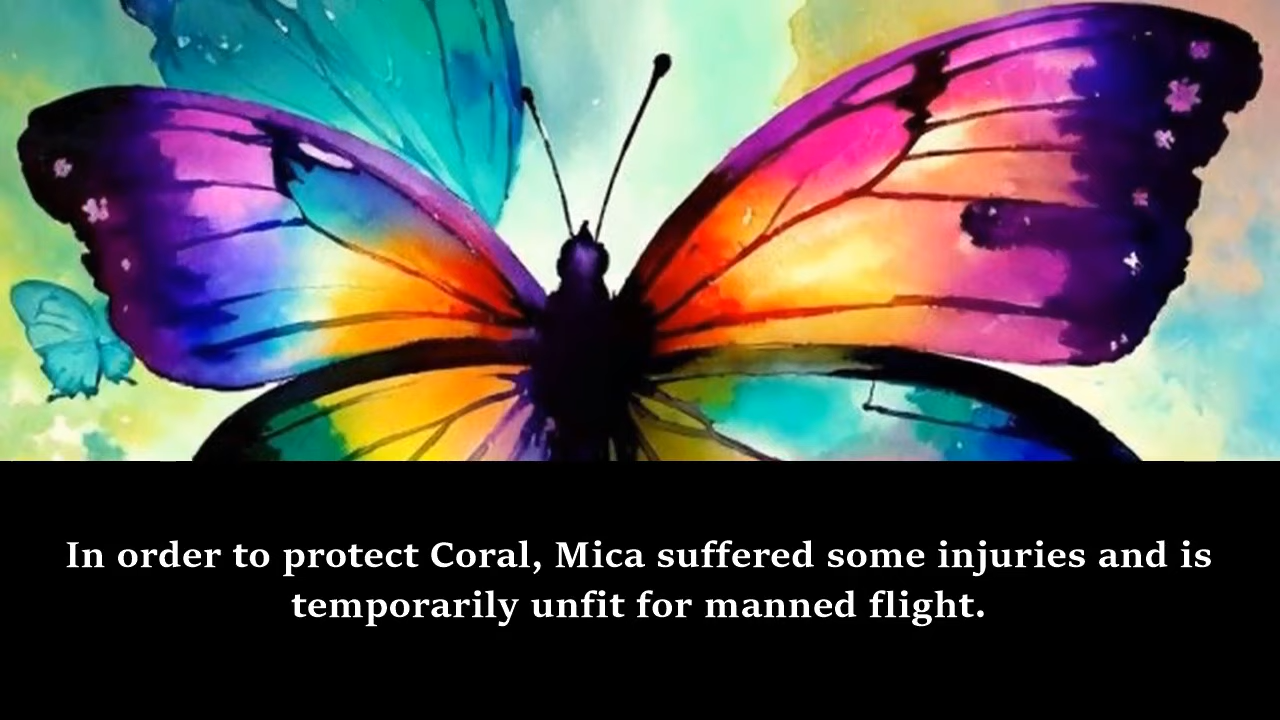 In order to protect Coral, Mica suffered some injuries and is
temporarily unfit for manned flight.